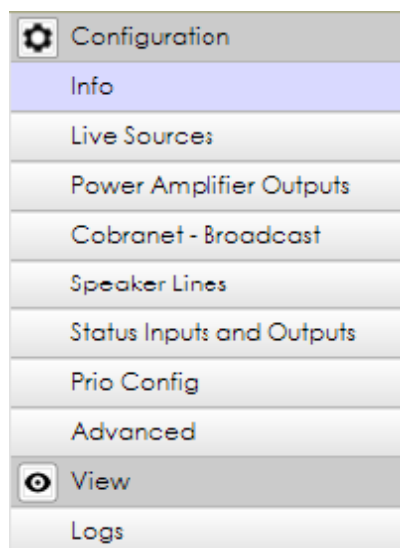 Configuration
Info
Live Sources
Power Amplifier Outputs
Cobranet - Broadcast
Speaker Lines
Status Inputs and Outputs
Prio Config
Advanced
View
Logs